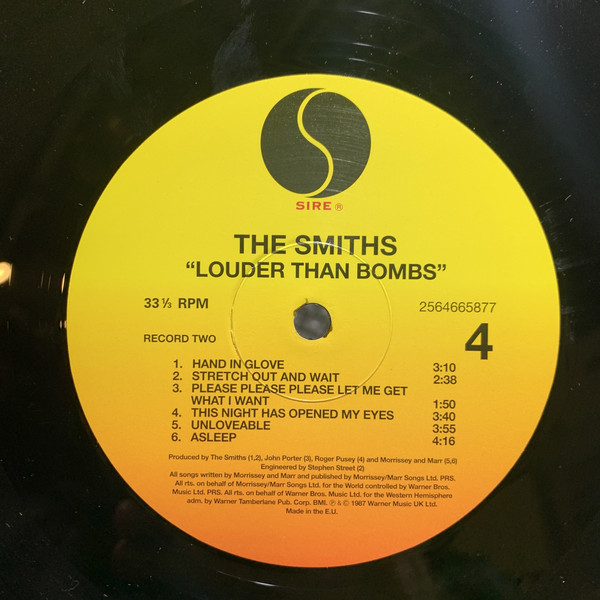 SIRE ®
THE SMITHS
“LOUDER THAN BOMBS”
33 ⅓ RPM
2564665877
RECORD TWO
4
1. HAND IN GLOVE 3:10
2. STRETCH OUT AND WAIT 2:38
3. PLEASE PLEASE PLEASE LET ME GET
WHAT I WANT 1:50
4. THIS NIGHT HAS OPENED MY EYES 3:40
5. UNLOVEABLE 3:55
6. ASLEEP 4:16
Produced by The Smiths (1,2), John Porter (3), Roger Pusey (4) and Morrissey and Marr (5,6)
Engineered by Stephen Street (2)
All songs written by Morrissey and Marr and published by Morrissey/Marr Songs Ltd. PRS.
All rts. on behalf of Morrissey/Marr Songs Ltd. for the World controlled by Warner Bros.
Music Ltd. PRS. All rts. on behalf of Warner Bros. Music Ltd. for the Western Hemisphere
adm. by Warner Tamberlane Pub. Corp. BMI. ℗ & © 1987 Warner Music UK Ltd.
Made in the E.U.